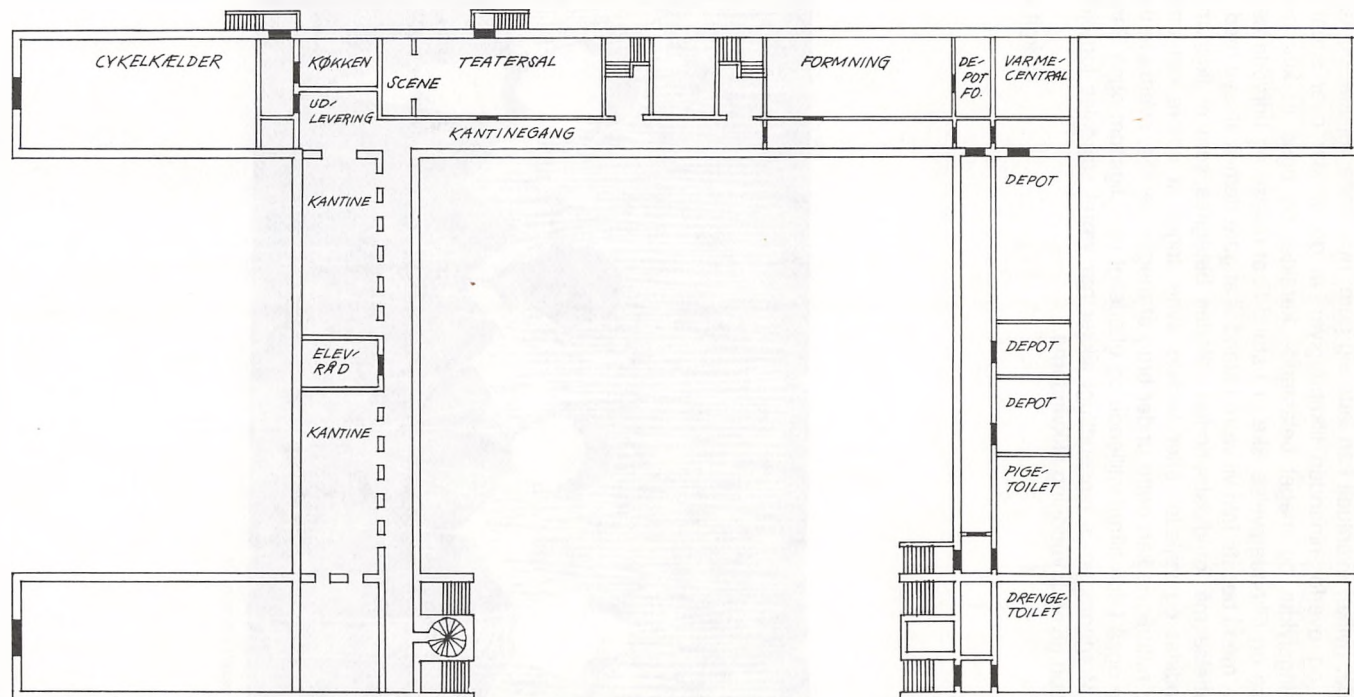 CYKELKÆLDER
KØKKEN
UD-
LEVERING
SCENE
TEATERSAL
KANTINEGANG
FORMNING
DE-
POT
FO.
VARME-
CENTRAL
KANTINE
DEPOT
ELEV-
RÅD
DEPOT
KANTINE
DEPOT
PIGE-
TOILET
DRENGE-
TOILET